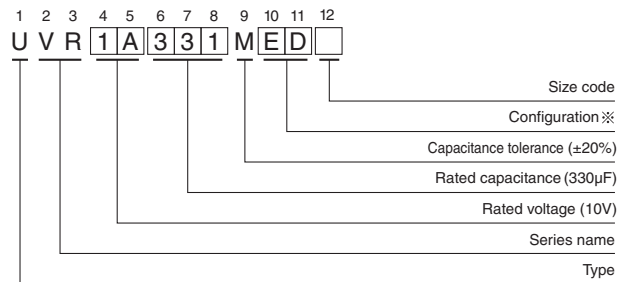 1 2 3 4 5 6 7 8 9 10 11 12
U V R 1 A 3 3 1 M E D
Size code
Configuration※
Capacitance tolerance (±20%)
Rated capacitance (330µF)
Rated voltage (10V)
Series name
Type